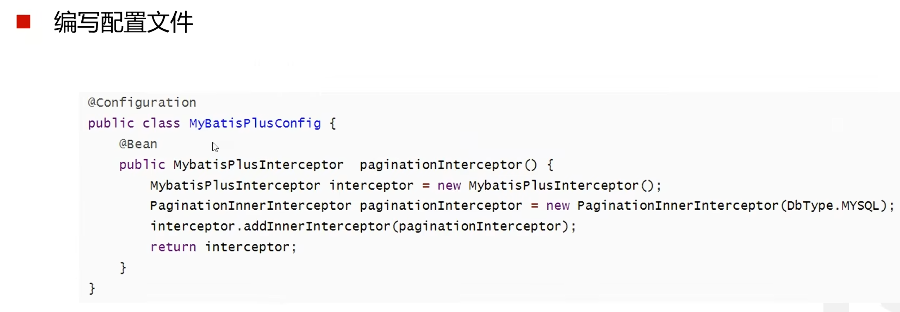 编写配置文件
@Configuration
public class MyBatisPlusConfig {
    @Bean
    public MybatisPlusInterceptor  paginationInterceptor() {
        MybatisPlusInterceptor interceptor = new MybatisPlusInterceptor();
        PaginationInnerInterceptor paginationInterceptor = new PaginationInnerInterceptor(DbType.MYSQL);
        interceptor.addInnerInterceptor(paginationInterceptor);
        return interceptor;
    }
}